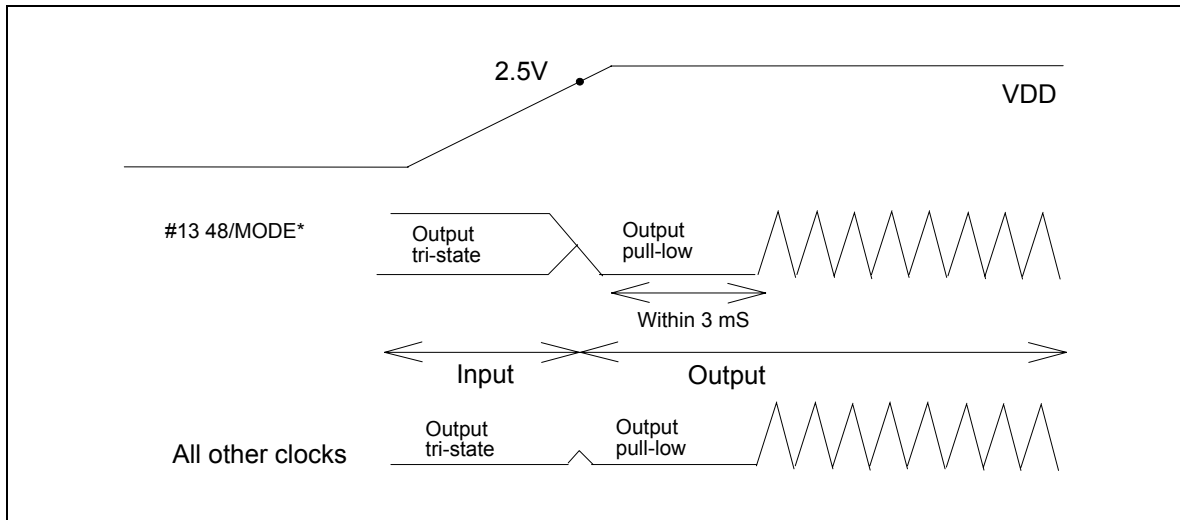 2.5V
VDD
#13 48/MODE*
Output
tri-state
Output
pull-low
Within 3 mS
Input
Output
All other clocks
Output
tri-state
Output
pull-low